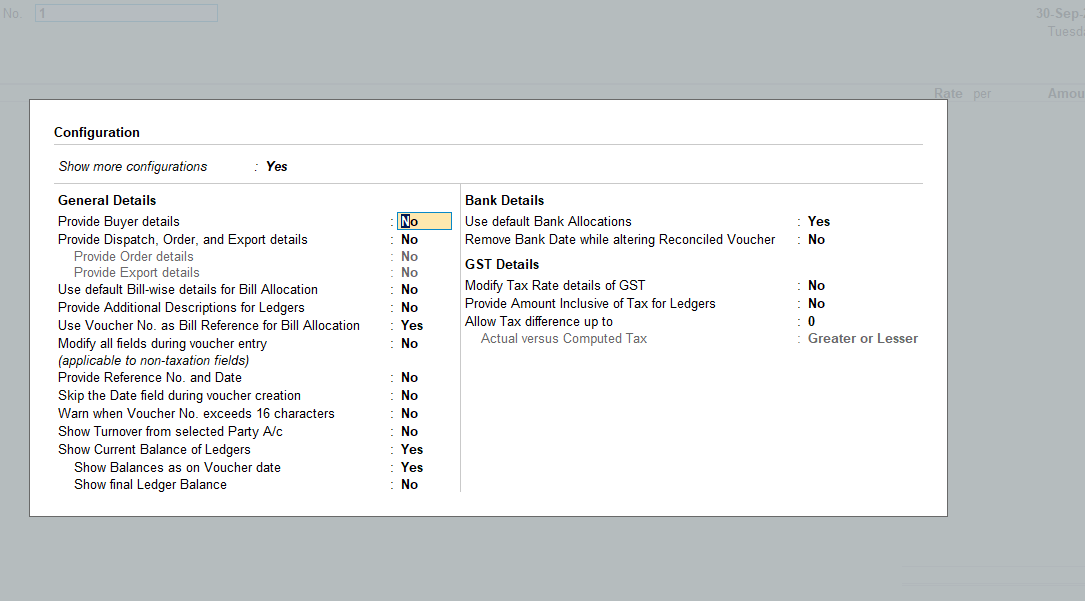 No. 1
30-Sep-
Tuesd
Rate per Amou
Configuration
Show more configurations : Yes
General Details
Provide Buyer details : No
Provide Dispatch, Order, and Export details : No
Provide Order details : No
Provide Export details : No
Use default Bill-wise details for Bill Allocation : No
Provide Additional Descriptions for Ledgers : No
Use Voucher No. as Bill Reference for Bill Allocation : Yes
Modify all fields during voucher entry : No
(applicable to non-taxation fields)
Provide Reference No. and Date : No
Skip the Date field during voucher creation : No
Warn when Voucher No. exceeds 16 characters : No
Show Turnover from selected Party A/c : No
Show Current Balance of Ledgers : Yes
Show Balances as on Voucher date : Yes
Show final Ledger Balance : No
Bank Details
Use default Bank Allocations : Yes
Remove Bank Date while altering Reconciled Voucher : No
GST Details
Modify Tax Rate details of GST : No
Provide Amount Inclusive of Tax for Ledgers : No
Allow Tax difference up to : 0
Actual versus Computed Tax : Greater or Lesser